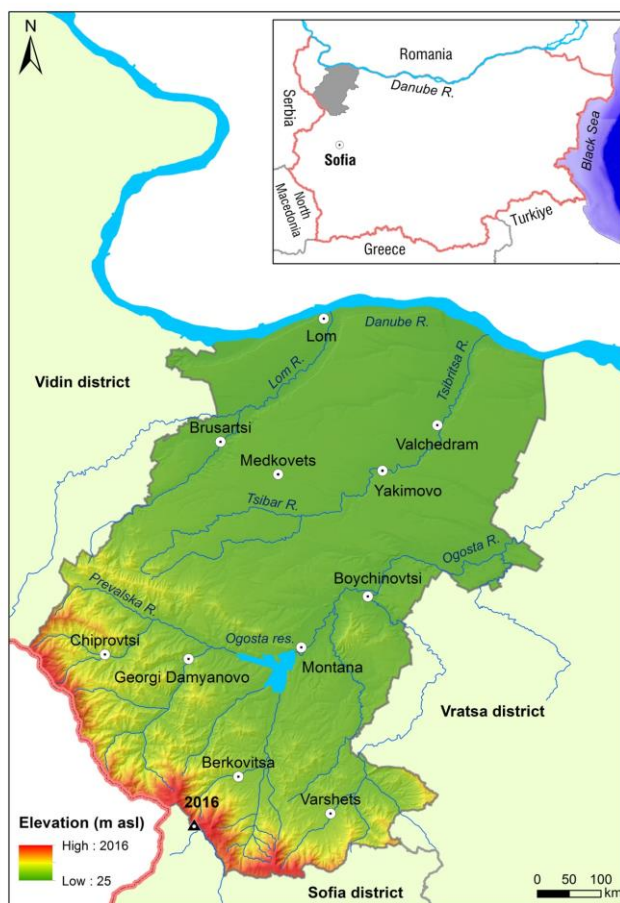 N
Romania
Danube R.
Serbia
Sofia
Black Sea
North
Macedonia
Turkiye
Greece
Lom
Danube R.
Vidin district
Lom R.
Tsibritsa R.
Brusartsi
Valchedram
Medkovets
Yakimovo
Tsibar R.
Ogosta R.
Boychinovtsi
Prevalska R.
Ogosta res.
Chiprovtsi
Montana
Georgi Damyanovo
Vratsa district
Berkovitsa
2016
Varshets
Elevation (m asl)
High : 2016
Low : 25
Sofia district
0 50 100
km